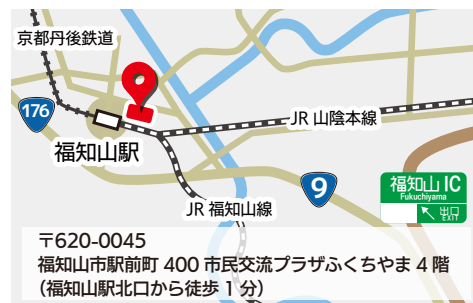 京都丹後鉄道
176
福知山駅
JR 山陰本線
JR 福知山線
9
福知山 IC
Fukuchiyama
出口
EXIT
〒620-0045
福知山市駅前町 400 市民交流プラザふくちやま 4 階
（福知山駅北口から徒歩 1 分）